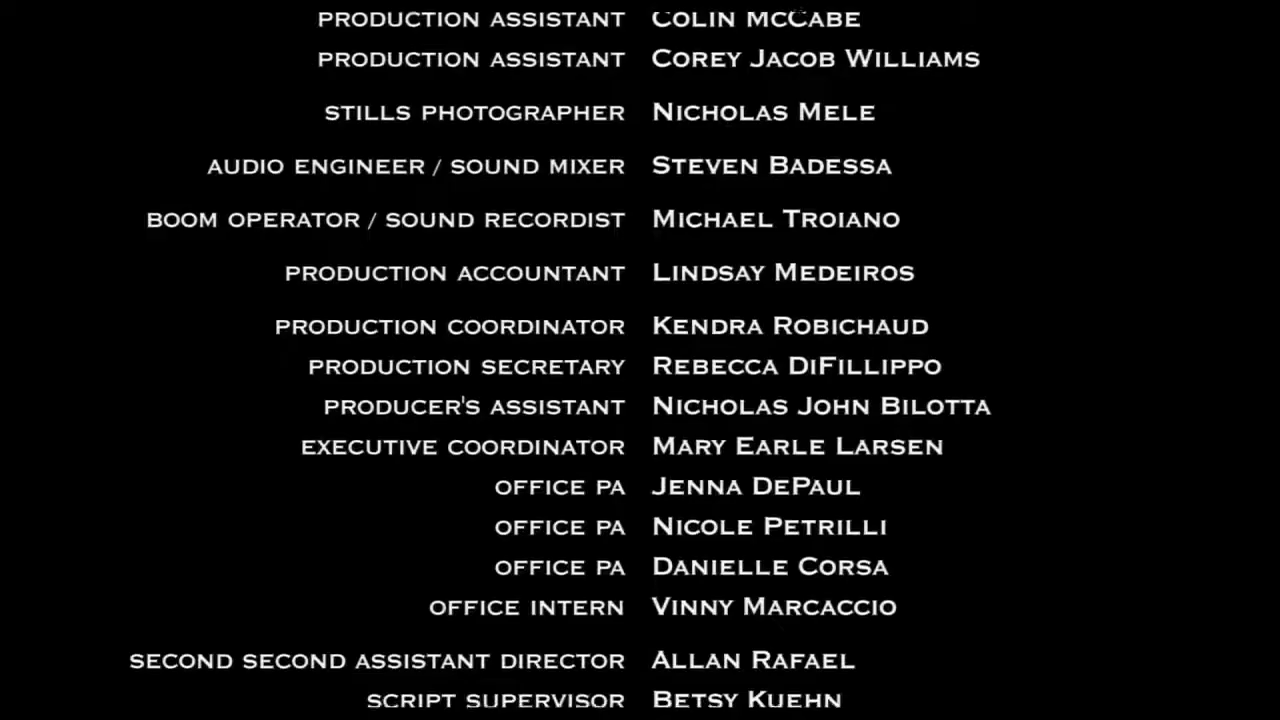 PRODUCTION ASSISTANT COLIN MCCABE
PRODUCTION ASSISTANT COREY JACOB WILLIAMS
STILLS PHOTOGRAPHER NICHOLAS MELE
AUDIO ENGINEER / SOUND MIXER STEVEN BADESSA
BOOM OPERATOR / SOUND RECORDIST MICHAEL TROIANO
PRODUCTION ACCOUNTANT LINDSAY MEDEIROS
PRODUCTION COORDINATOR KENDRA ROBICHAUD
PRODUCTION SECRETARY REBECCA DIFILLIPPO
PRODUCER'S ASSISTANT NICHOLAS JOHN BILOTTA
EXECUTIVE COORDINATOR MARY EARLE LARSEN
OFFICE PA JENNA DEPAUL
OFFICE PA NICOLE PETRILLI
OFFICE PA DANIELLE CORSA
OFFICE INTERN VINNY MARCACCIO
SECOND SECOND ASSISTANT DIRECTOR ALLAN RAFAEL
SCRIPT SUPERVISOR BETSY KUEHN